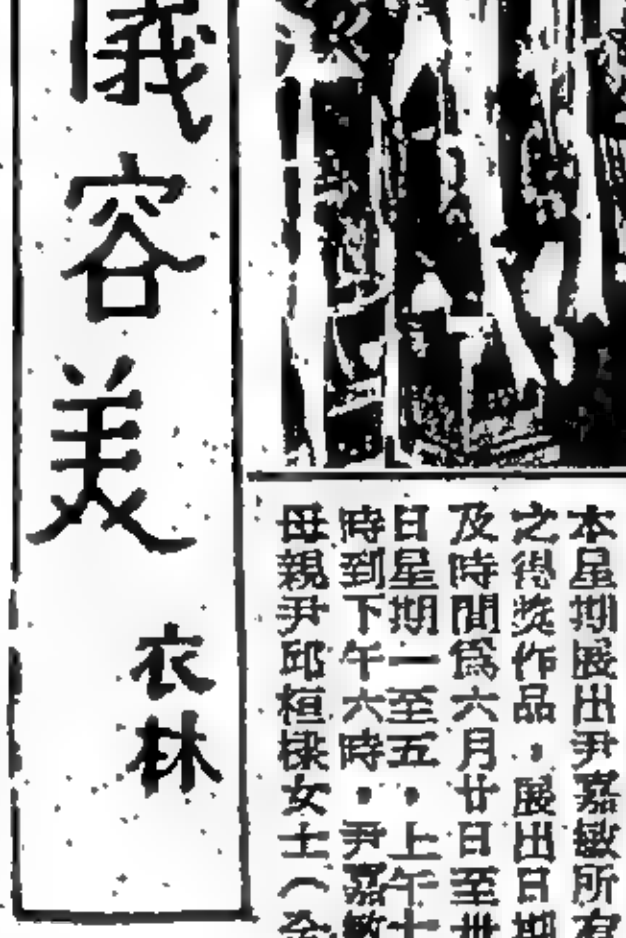 本星期展出尹嘉敏所有
之得獎作品，展出日期
及時間為六月廿日至卅
日星期一至五，上午十
時到下午六時。尹嘉敏
母親尹邱桓樑女士（
儀容美
衣林